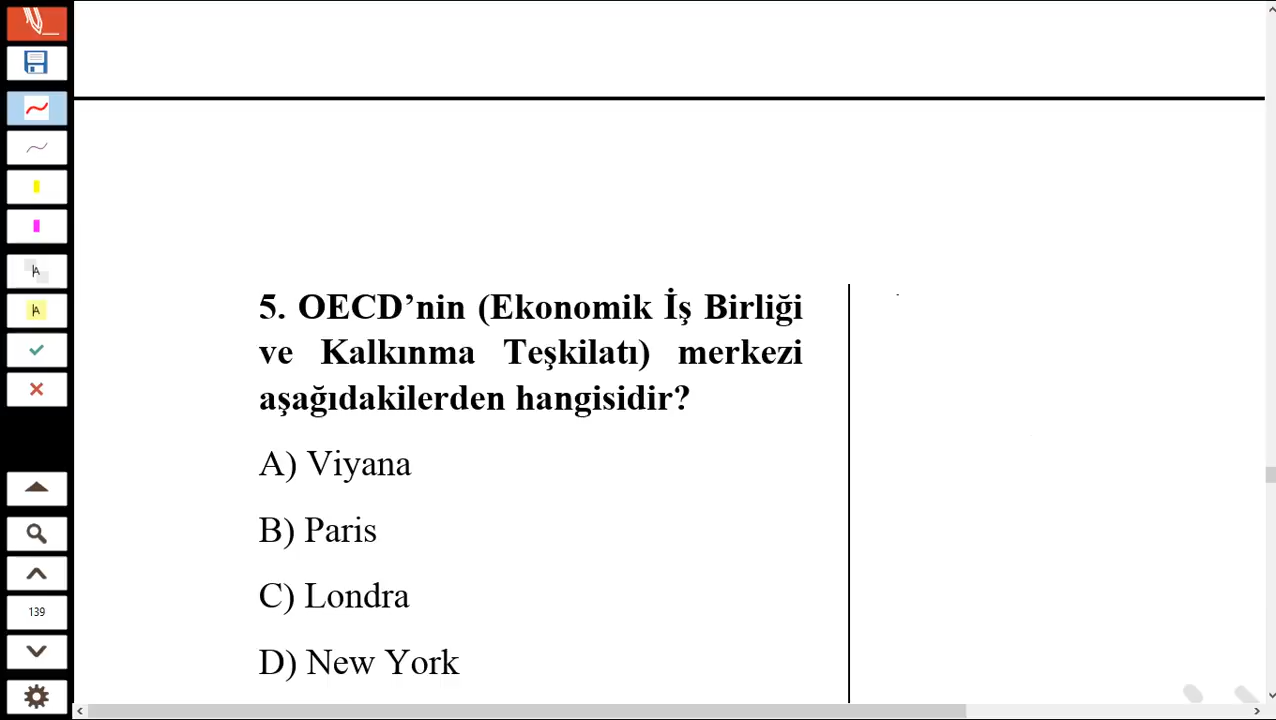 5. OECD’nin (Ekonomik İş Birliği
ve Kalkınma Teşkilatı) merkezi
aşağıdakilerden hangisidir?
A) Viyana
B) Paris
C) Londra
D) New York
A
A
139